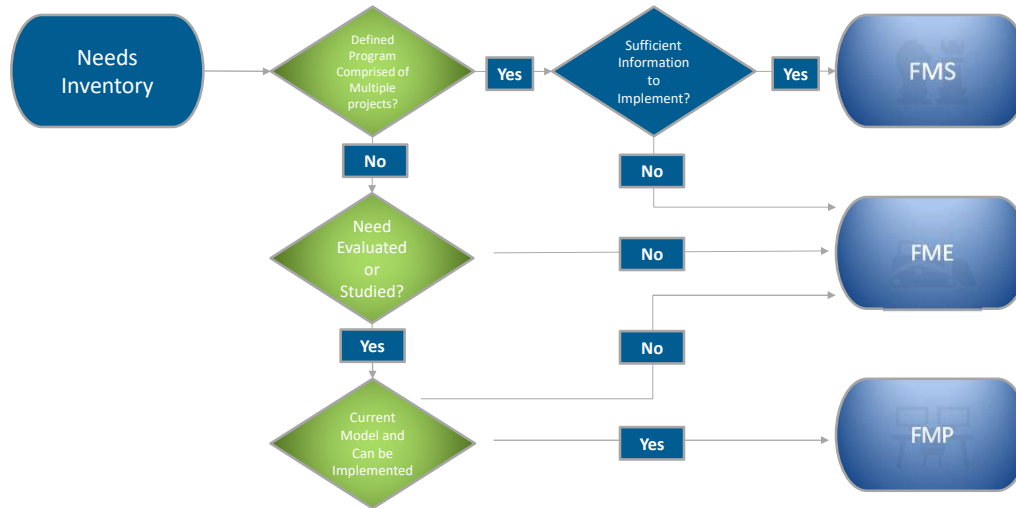 Needs
Inventory
Defined
Program
Comprised of
Multiple
projects?
Yes
Sufficient
Information
to
Implement?
Yes
FMS
No
No
Need
Evaluated
or
Studied?
No
FME
Yes
No
Current
Model and
Can be
Implemented
Yes
FMP